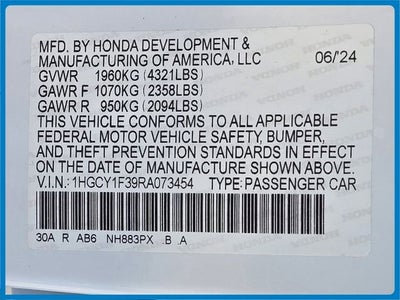 MFD. BY HONDA DEVELOPMENT &
MANUFACTURING OF AMERICA, LLC 06/24
GVWR 1960KG (4321LBS)
GAWR F 1070KG (2358LBS)
GAWR R 950KG (2094LBS)
THIS VEHICLE CONFORMS TO ALL APPLICABLE
FEDERAL MOTOR VEHICLE SAFETY, BUMPER,
AND THEFT PREVENTION STANDARDS IN EFFECT
ON THE DATE OF MANUFACTURE SHOWN ABOVE.
V.I.N.: 1HGCY1F39RA073454 TYPE: PASSENGER CAR
30A R AB6 NH883PX B A